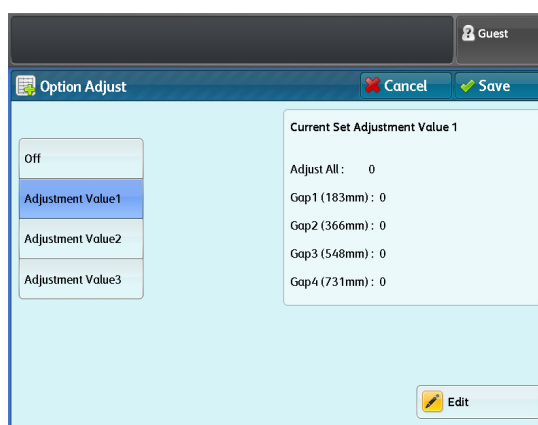 Guest
Option Adjust
Cancel
Save
Off
Adjustment Value1
Adjustment Value2
Adjustment Value3
Current Set Adjustment Value 1
Adjust All : 0
Gap1 (183mm) : 0
Gap2 (366mm) : 0
Gap3 (548mm) : 0
Gap4 (731mm) : 0
Edit